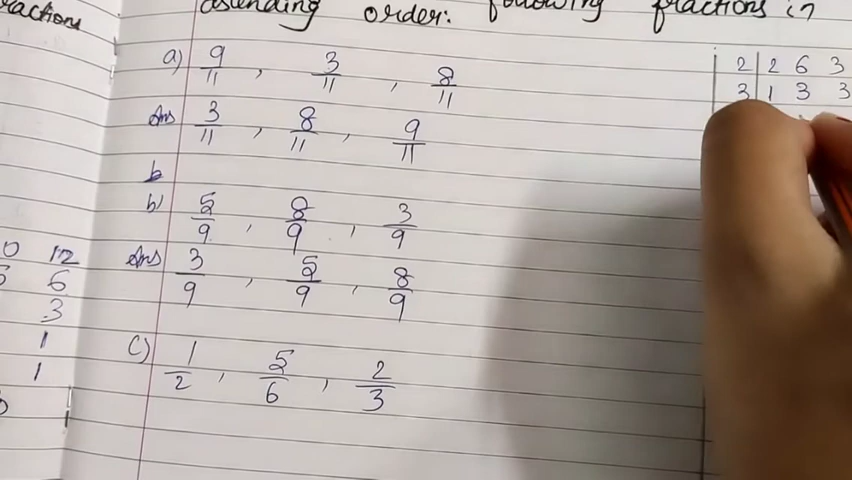 ascending order: following fractions in
a) 9/11, 3/11, 8/11
Ans 3/11, 8/11, 9/11
b
b) 5/9, 8/9, 3/9
Ans 3/9, 5/9, 8/9
C) 1/2, 5/6, 2/3
2 | 2 6 3
3 | 1 3 3
12
6
3
1
1